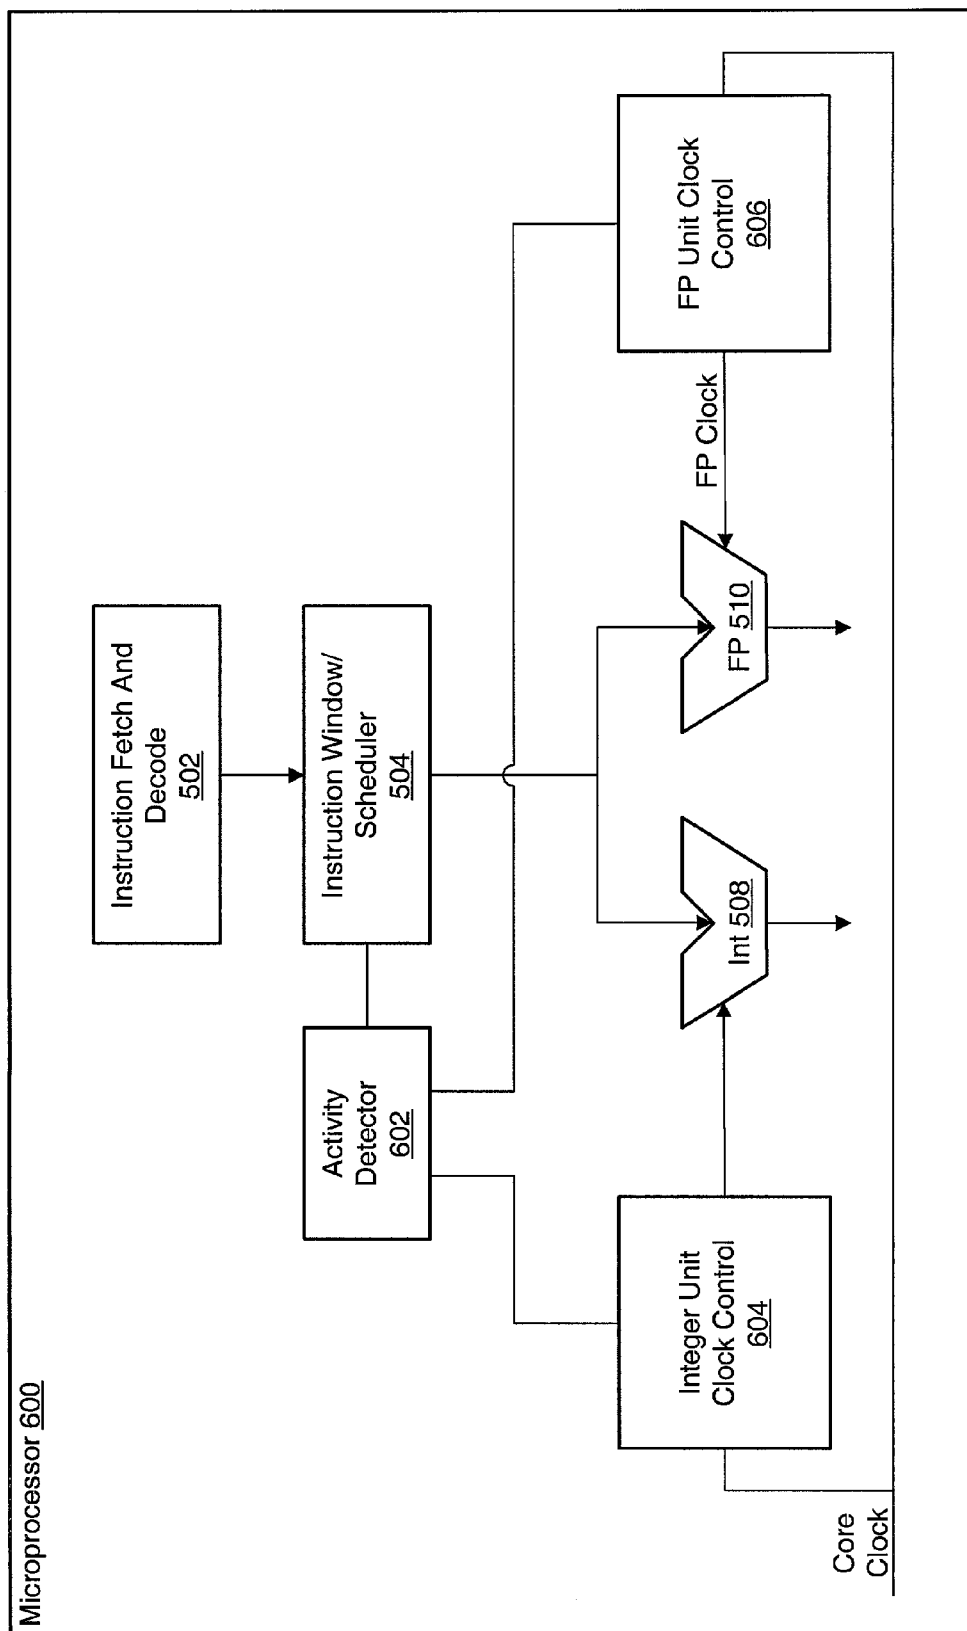 Microprocessor 600
Instruction Fetch And
Decode
502
Activity
Detector
602
Instruction Window/
Scheduler
504
Integer Unit
Clock Control
604
Int 508
FP 510
FP Clock
FP Unit Clock
Control
606
Core
Clock